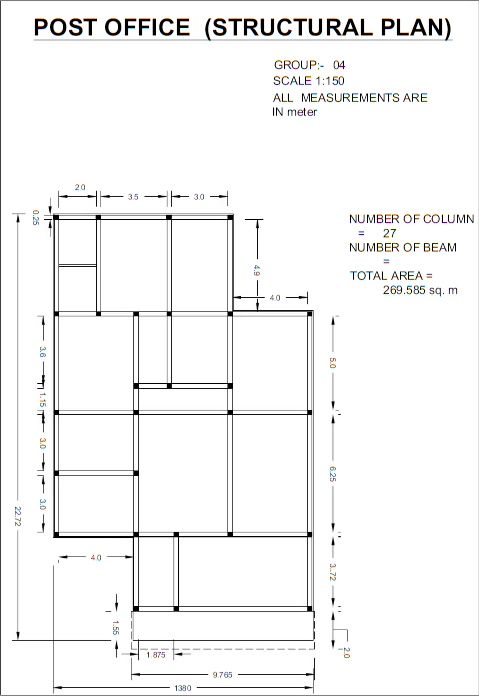 POST OFFICE (STRUCTURAL PLAN)
GROUP:- 04
SCALE 1:150
ALL MEASUREMENTS ARE
IN meter
2.0
3.5
3.0
0.25
NUMBER OF COLUMN
= 27
NUMBER OF BEAM
=
TOTAL AREA =
269.585 sq. m
4.9
4.0
3.6
5.0
1.15
3.0
6.25
3.0
22.72
4.0
3.72
1.55
1.875
2.0
9.765
1380